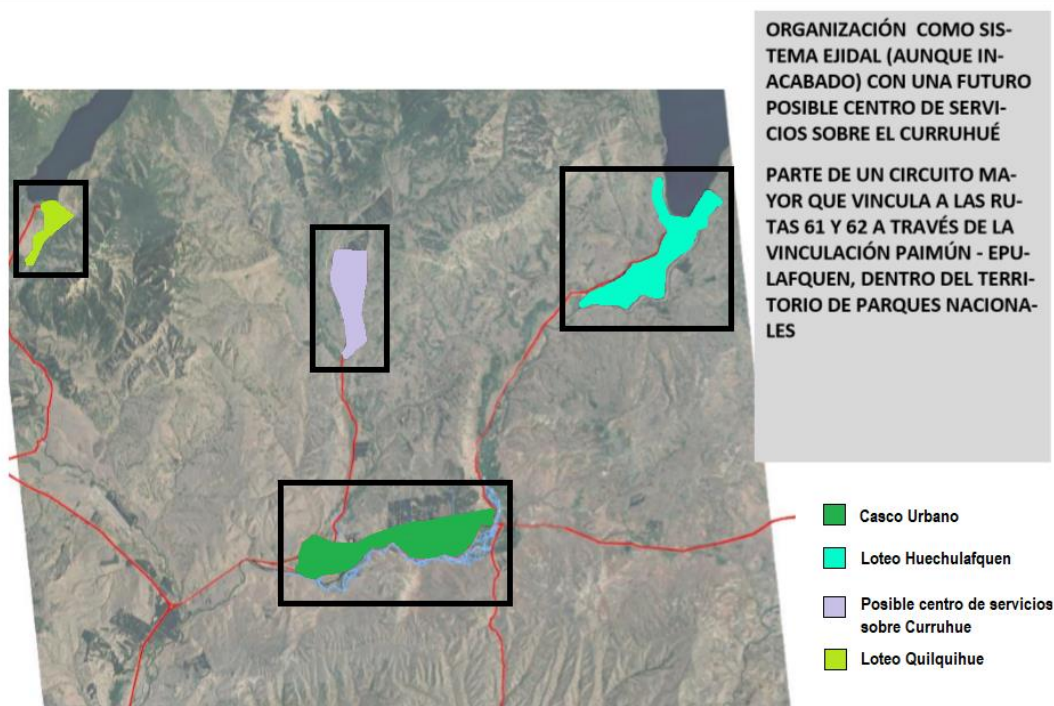 ORGANIZACIÓN COMO SIS-
TEMA EJIDAL (AUNQUE IN-
ACABADO) CON UNA FUTURO
POSIBLE CENTRO DE SERVI-
CIOS SOBRE EL CURRUHUÉ
PARTE DE UN CIRCUITO MA-
YOR QUE VINCULA A LAS RU-
TAS 61 Y 62 A TRAVÉS DE LA
VINCULACIÓN PAIMÚN - EPU-
LAFQUEN, DENTRO DEL TERRI-
TORIO DE PARQUES NACIONA-
LES
Casco Urbano
Loteo Huechulafquen
Posible centro de servicios
sobre Curruhue
Loteo Quilquihue